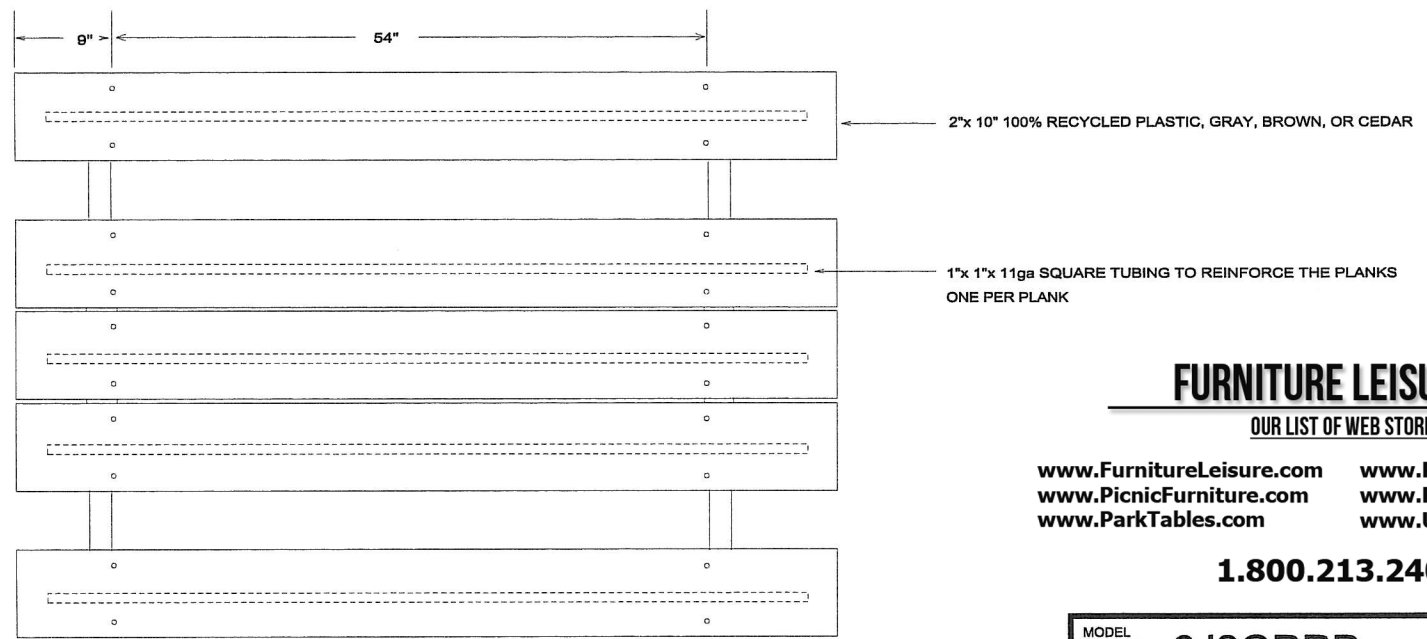 9" 54"
2"x 10" 100% RECYCLED PLASTIC, GRAY, BROWN, OR CEDAR
1"x 1"x 11ga SQUARE TUBING TO REINFORCE THE PLANKS
ONE PER PLANK
FURNITURE
OUR LIST OF WEB
www.FurnitureLeisure.com
www.PicnicFurniture.com
www.ParkTables.com
MODEL